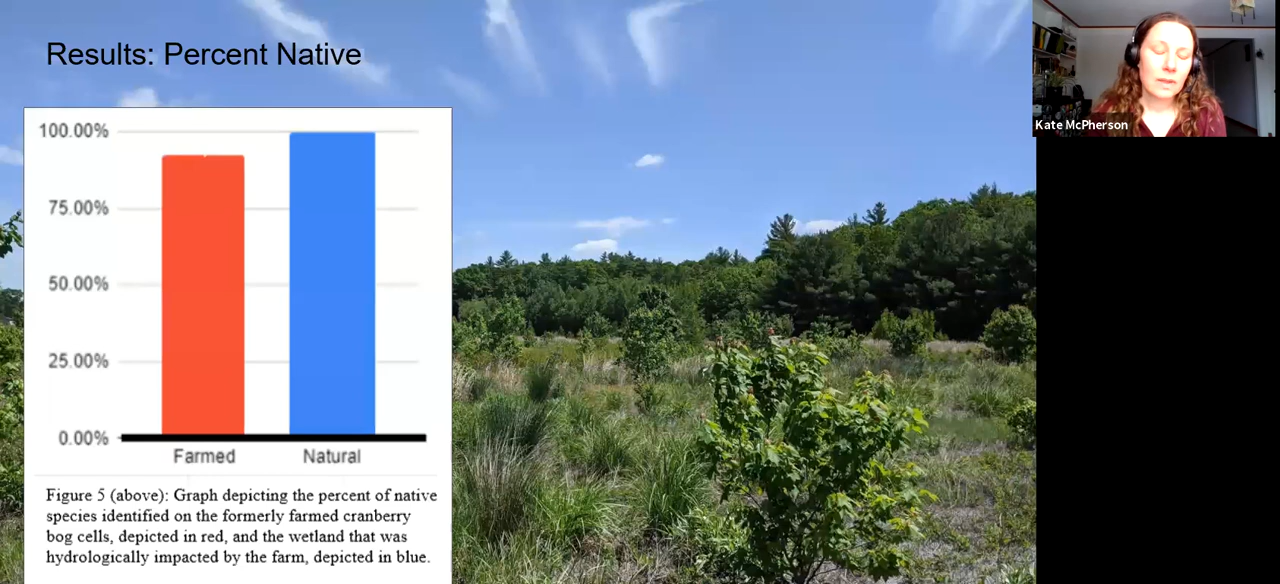 Results: Percent Native
Kate McPherson
100.00%
75.00%
50.00%
25.00%
0.00%
Farmed
Natural
Figure 5 (above): Graph depicting the percent of native
species identified on the formerly farmed cranberry
bog cells, depicted in red, and the wetland that was
hydrologically impacted by the farm, depicted in blue.